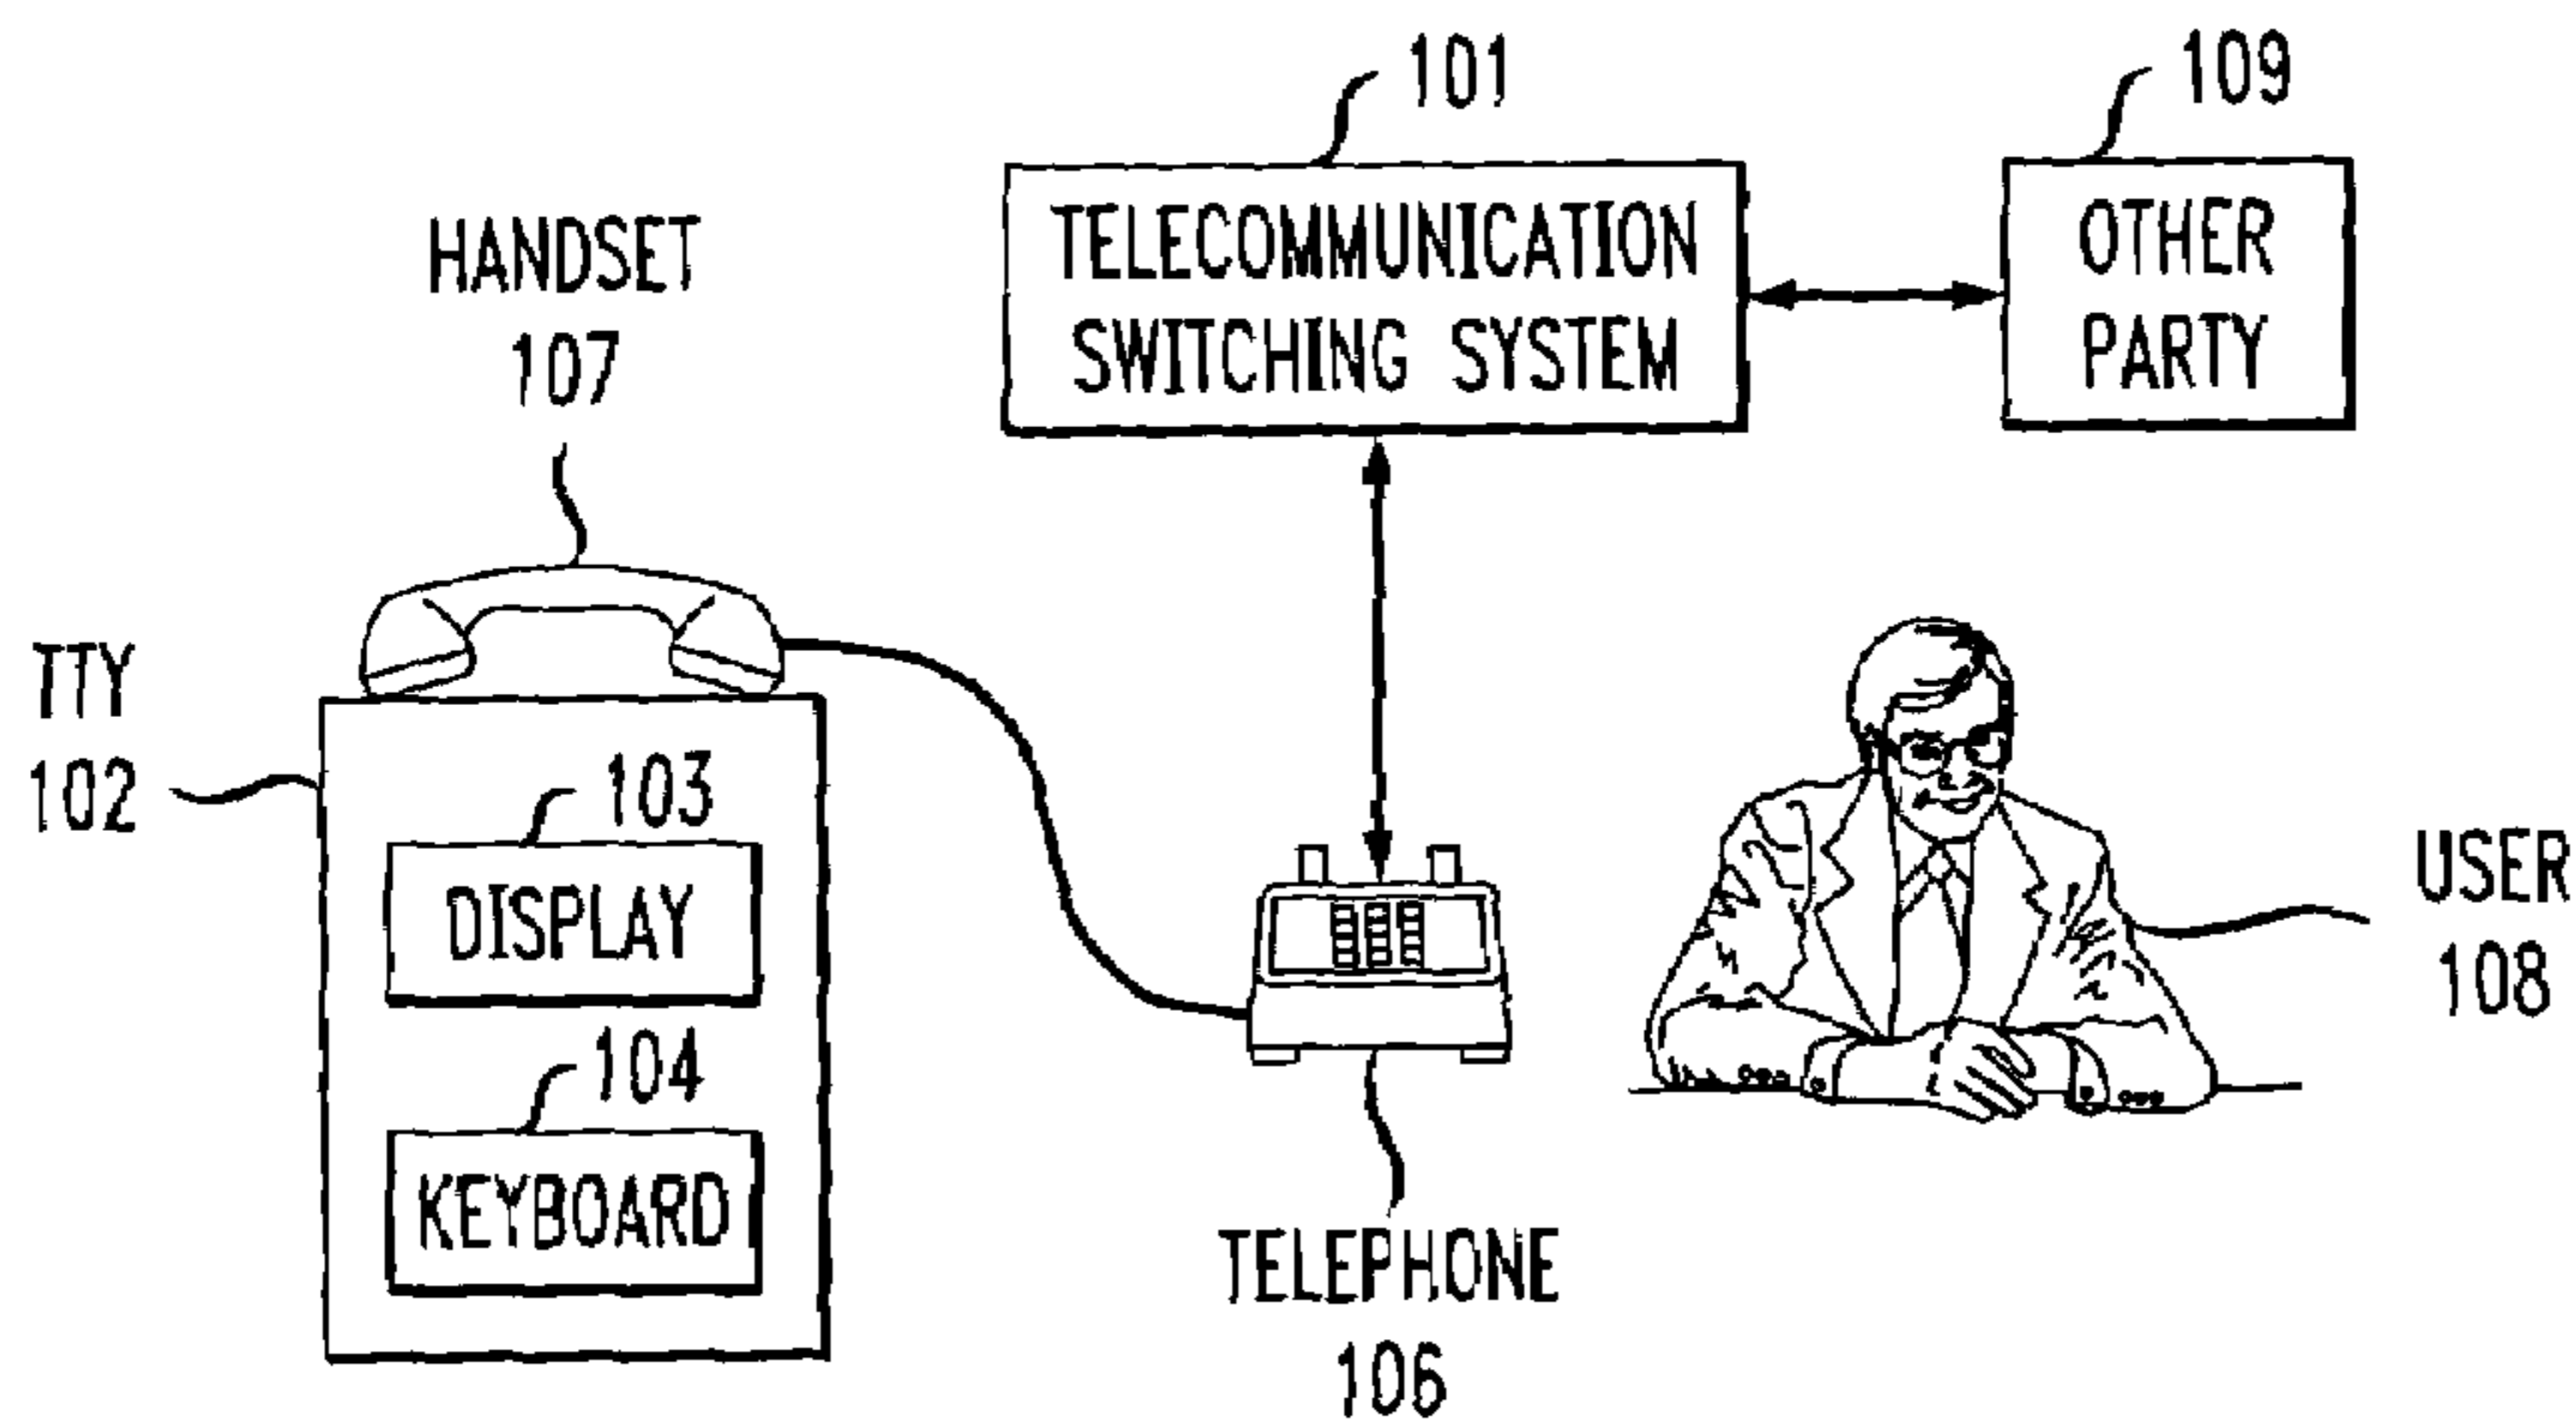 101
109
TELECOMMUNICATION
SWITCHING SYSTEM
OTHER
PARTY
HANDSET
107
TTY
102
103
DISPLAY
104
KEYBOARD
TELEPHONE
106
USER
108